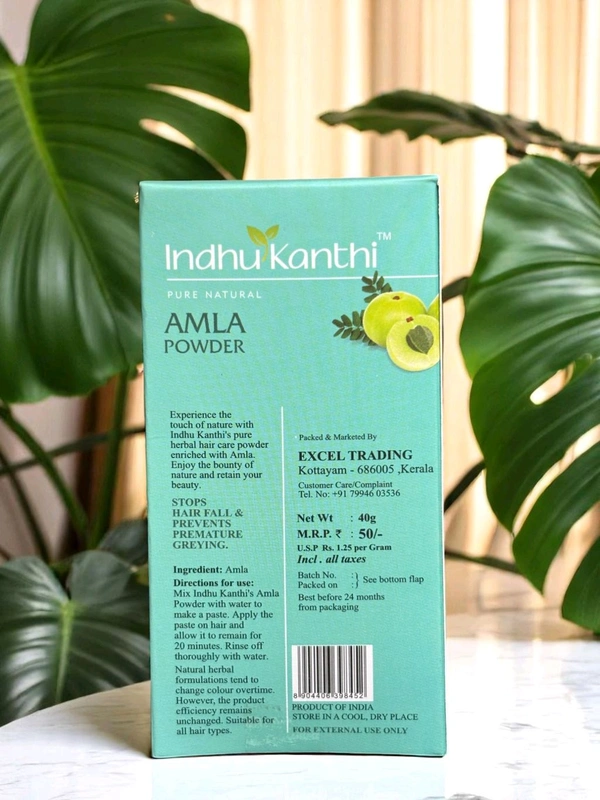 Indhu Kanthi™
PURE NATURAL
AMLA
POWDER
Experience the
touch of nature with
Indhu Kanthi's pure
herbal hair care powder
enriched with Amla.
Enjoy the bounty of
nature and retain your
beauty.
STOPS
HAIR FALL &
PREVENTS
PREMATURE
GREYING.
Ingredient: Amla
Directions for use:
Mix Indhu Kanthi's Amla
Powder with water to
make a paste. Apply the
paste on hair and
allow it to remain for
20 minutes. Rinse off
thoroughly with water.
Natural herbal
formulations tend to
change colour overtime.
However, the product
efficiency remains
unchanged. Suitable for
all hair types.
Packed & Marketed By
EXCEL TRADING
Kottayam - 686005 ,Kerala
Customer Care/Complaint
Tel. No: +91 79946 03536
Net Wt : 40g
M.R.P. ₹ : 50/-
U.S.P Rs. 1.25 per Gram
Incl . all taxes
Batch No. :
Packed on : } See bottom flap
Best before 24 months
from packaging
8 904406 398452
PRODUCT OF INDIA
STORE IN A COOL, DRY PLACE
FOR EXTERNAL USE ONLY